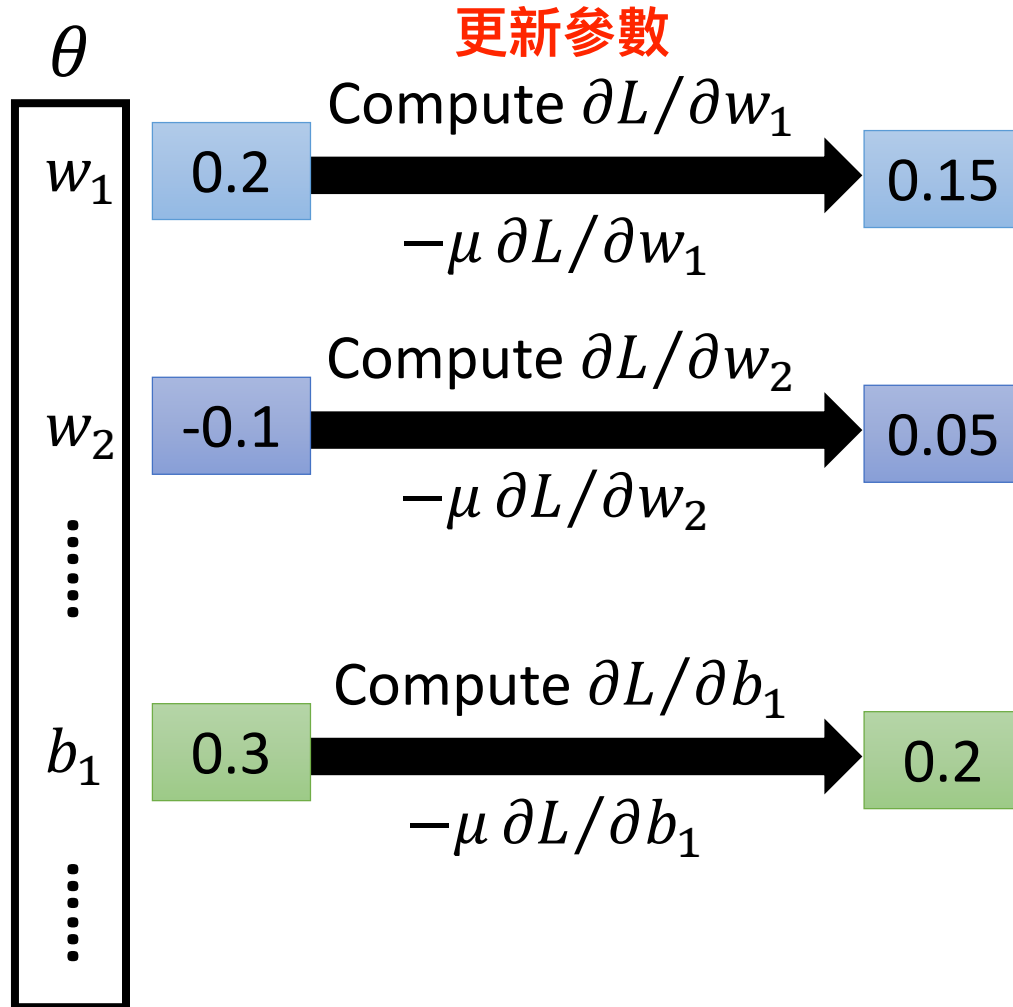 更新參數
θ
Compute ∂L/∂w₁
w₁ 0.2 0.15
−μ ∂L/∂w₁
Compute ∂L/∂w₂
w₂ -0.1 0.05
−μ ∂L/∂w₂
......
Compute ∂L/∂b₁
b₁ 0.3 0.2
−μ ∂L/∂b₁
......